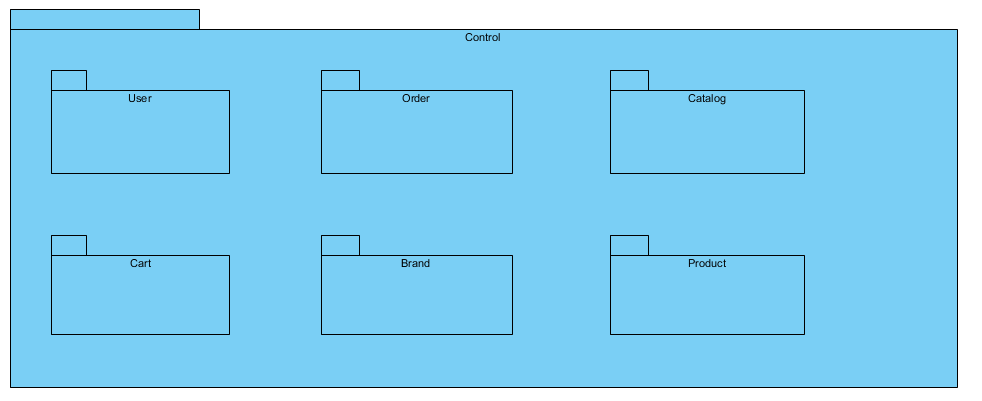 Control
User
Order
Catalog
Cart
Brand
Product